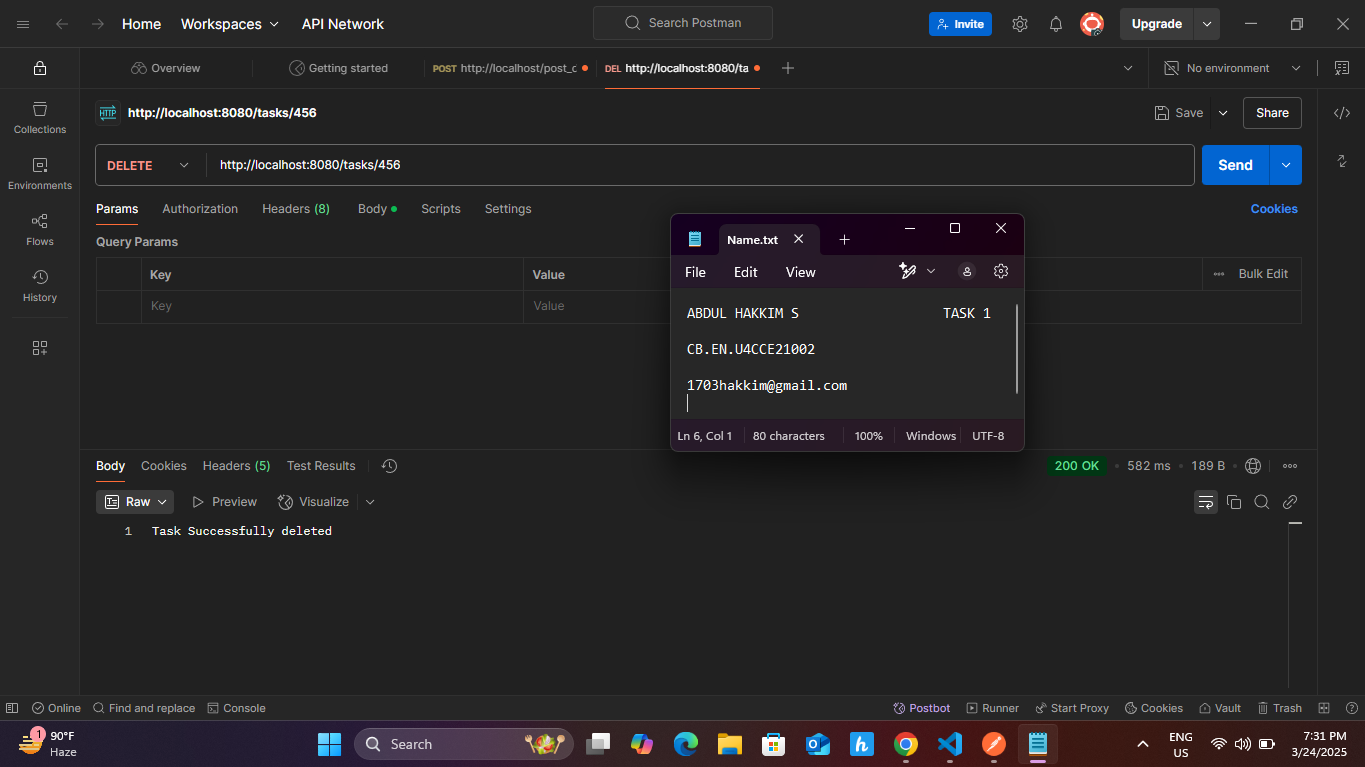 Home Workspaces API Network Search Postman Invite Upgrade
Overview Getting started POST http://localhost/post_c DEL http://localhost:8080/ta No environment
HTTP http://localhost:8080/tasks/456 Save Share
Collections
Environments
Flows
History
DELETE http://localhost:8080/tasks/456 Send
Params Authorization Headers (8) Body Scripts Settings Cookies
Query Params
Key Value Bulk Edit
Key Value
Name.txt
File Edit View
ABDUL HAKKIM S TASK 1
CB.EN.U4CCE21002
1703hakkim@gmail.com
Ln 6, Col 1 80 characters 100% Windows UTF-8
Body Cookies Headers (5) Test Results 200 OK 582 ms 189 B
Raw Preview Visualize
1 Task Successfully deleted
Online Find and replace Console Postbot Runner Start Proxy Cookies Vault Trash
1 90°F
Haze
Search
ENG
US
7:31 PM
3/24/2025